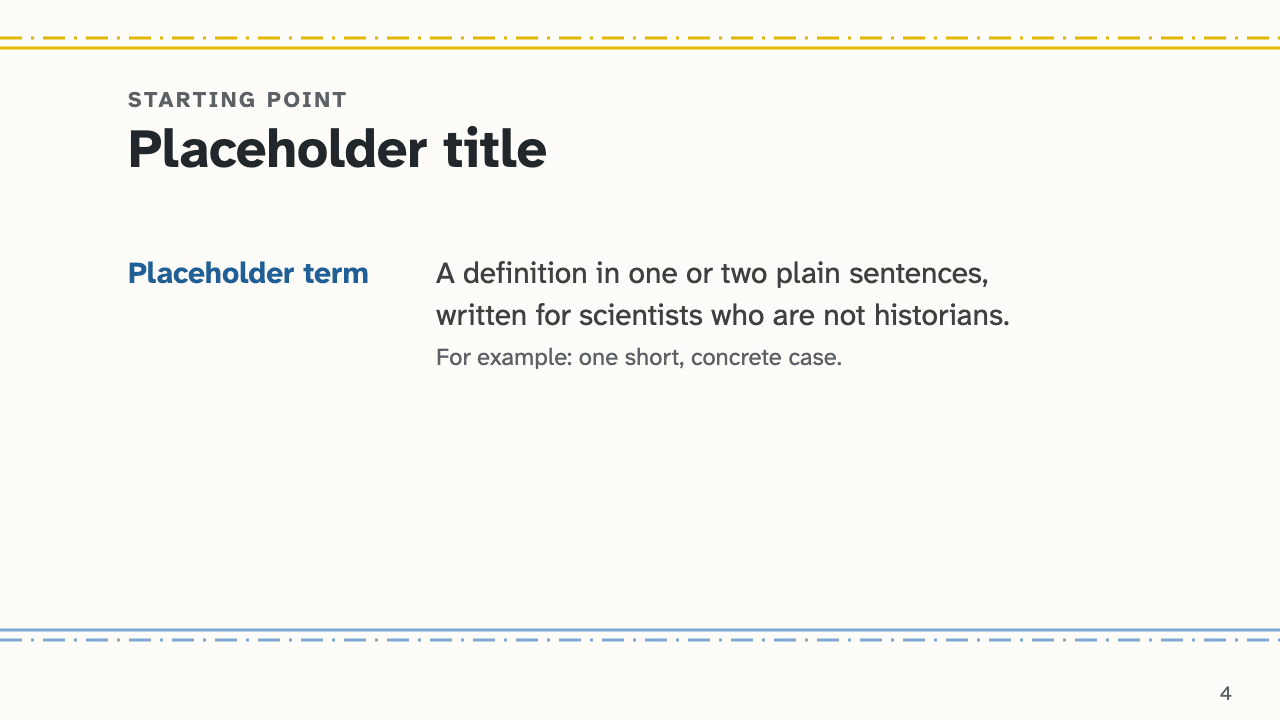 STARTING POINT
Placeholder title
Placeholder term
A definition in one or two plain sentences,
written for scientists who are not historians.
For example: one short, concrete case.
4